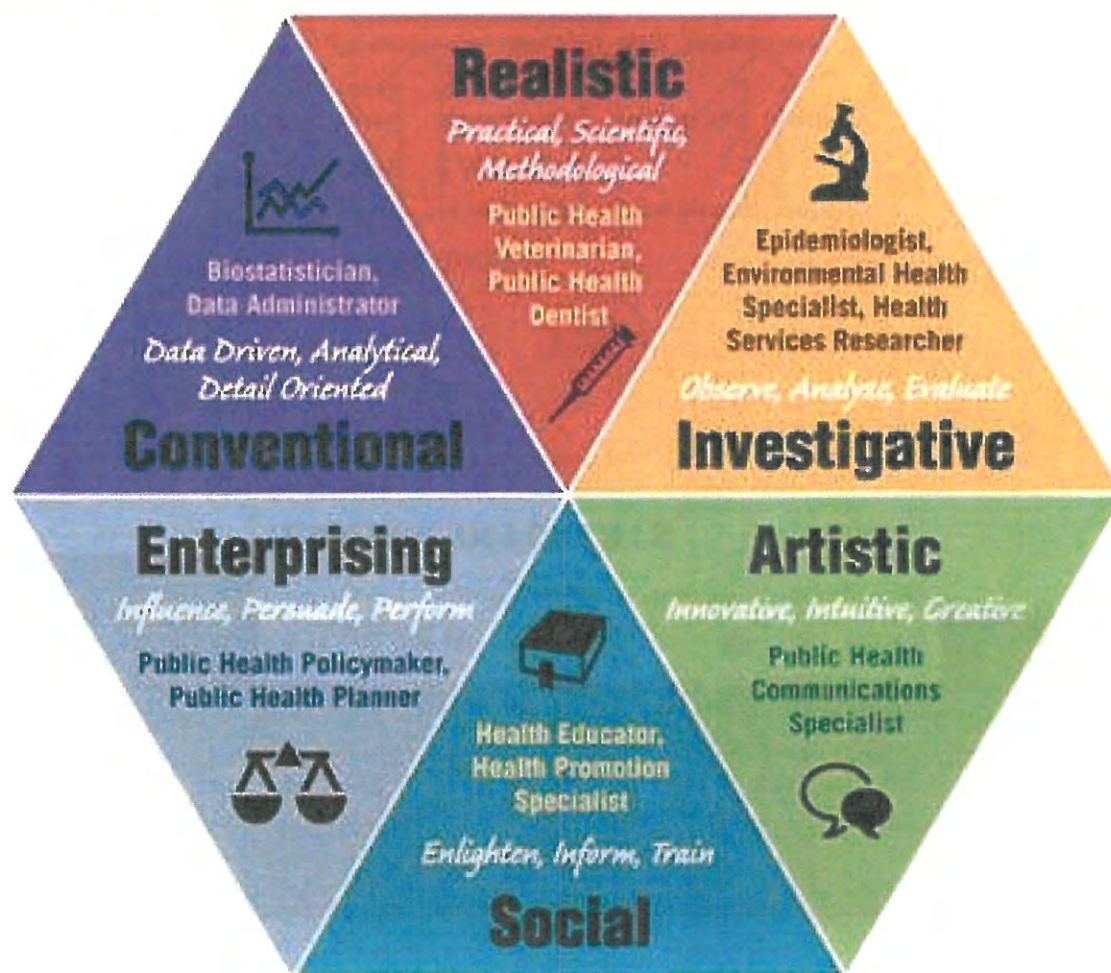 Realistic
Practical, Scientific,
Methodological
Public Health
Veterinarian,
Public Health
Dentist
Epidemiologist,
Environmental Health
Specialist, Health
Services Researcher
Observe, Analyze, Evaluate
Investigative
Artistic
Innovative, Intuitive, Creative
Public Health
Communications
Specialist
Health Educator,
Health Promotion
Specialist
Enlighten, Inform, Train
Social
Enterprising
Influence, Persuade, Perform
Public Health Policymaker,
Public Health Planner
Biostatistician,
Data Administrator
Data Driven, Analytical,
Detail Oriented
Conventional